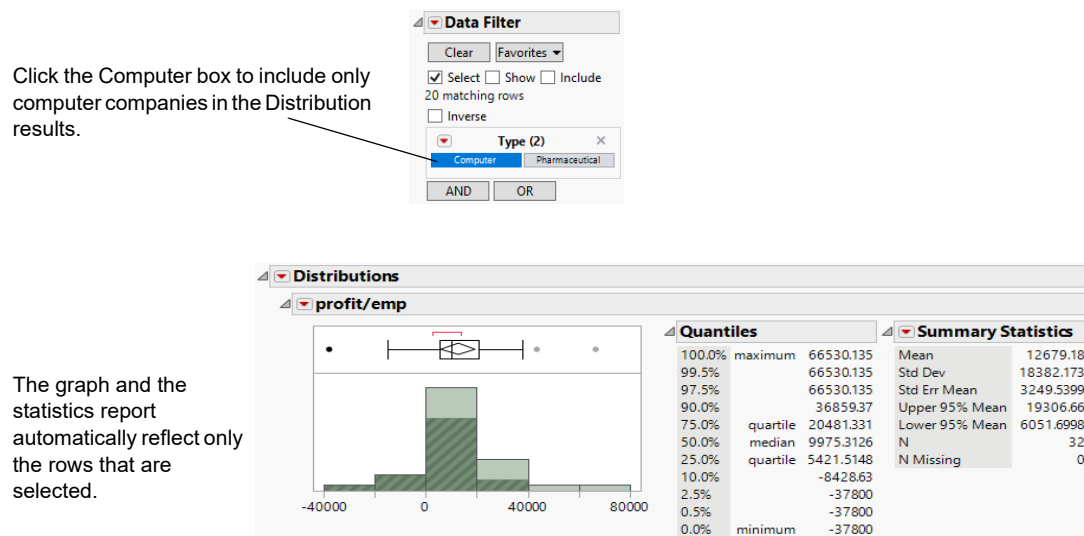 Data Filter
Clear Favorites
Select Show Include
20 matching rows
Inverse
Type (2)
Computer Pharmaceutical
AND OR
Click the Computer box to include only
computer companies in the Distribution
results.
Distributions
profit/emp
Quantiles
100.0% maximum 66530.135
99.5% 66530.135
97.5% 66530.135
90.0% 36859.37
75.0% quartile 20481.331
50.0% median 9975.3126
25.0% quartile 5421.5148
10.0% -8428.63
2.5% -37800
0.5% -37800
0.0% minimum -37800
Summary Statistics
Mean 12679.18
Std Dev 18382.173
Std Err Mean 3249.5399
Upper 95% Mean 19306.66
Lower 95% Mean 6051.6998
N 32
N Missing 0
-40000 0 40000 80000
The graph and the
statistics report
automatically reflect only
the rows that are
selected.